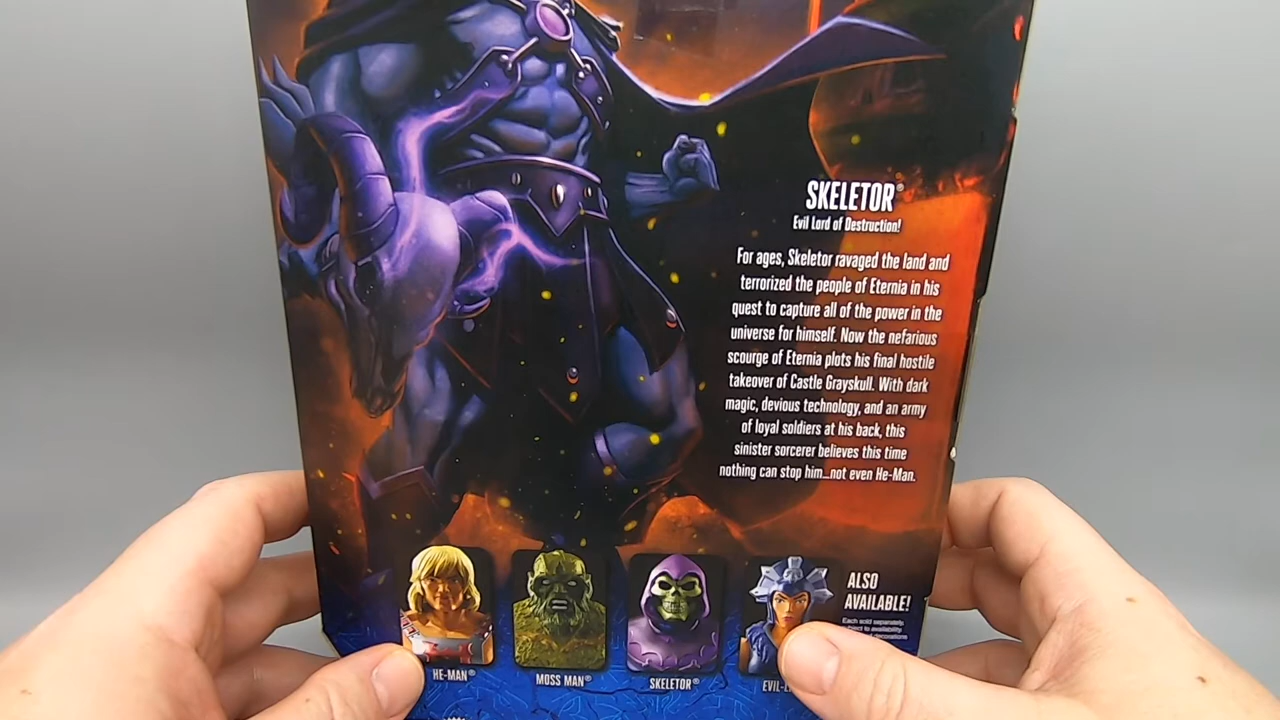 SKELETOR®
Evil Lord of Destruction!
For ages, Skeletor ravaged the land and
terrorized the people of Eternia in his
quest to capture all of the power in the
universe for himself. Now the nefarious
scourge of Eternia plots his final hostile
takeover of Castle Grayskull. With dark
magic, devious technology, and an army
of loyal soldiers at his back, this
sinister sorcerer believes this time
nothing can stop him...not even He-Man.
ALSO
AVAILABLE!
Each sold separately,
to availability
decorations
HE-MAN®
MOSS MAN®
SKELETOR®
EVIL-L